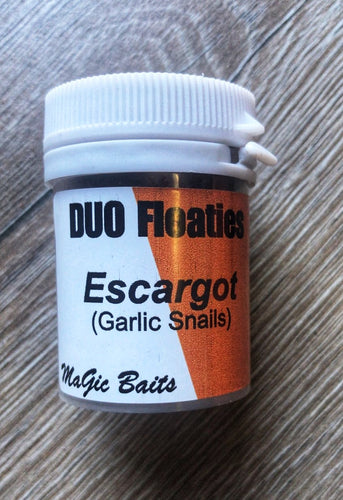 DUO Floaties
Escargot
(Garlic Snails)
MaGic Baits